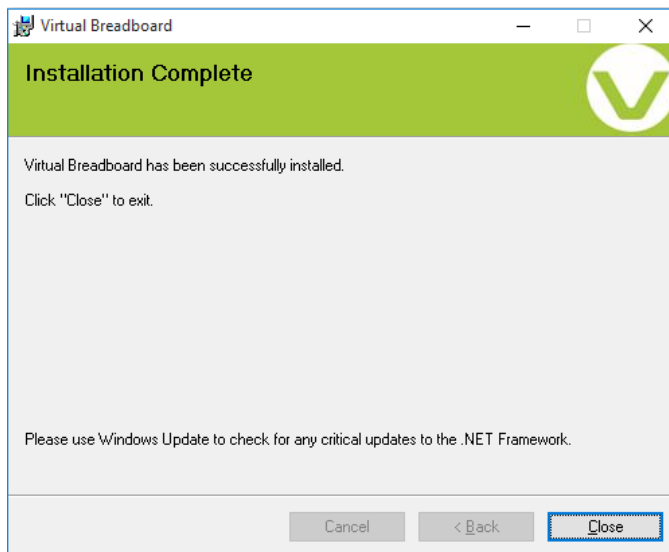 Virtual Breadboard
Installation Complete
Virtual Breadboard has been successfully installed.
Click "Close" to exit.
Please use Windows Update to check for any critical updates to the .NET Framework.
Cancel
< Back
Close